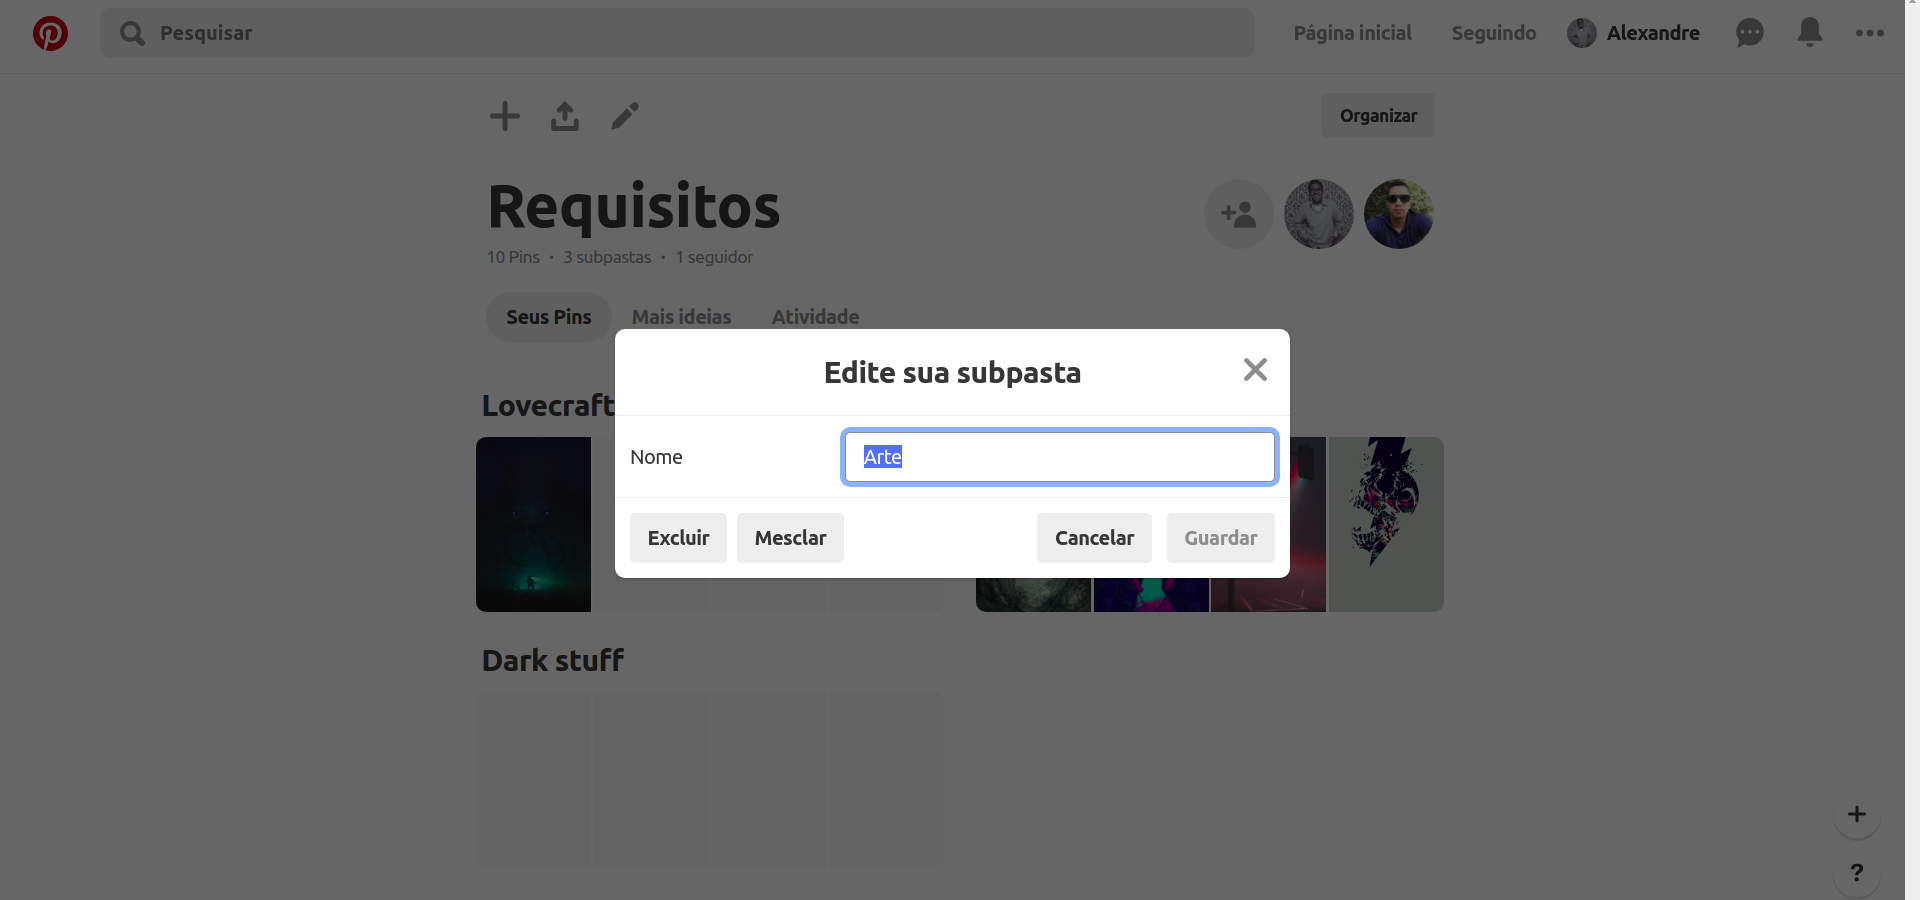 Pesquisar
Página inicial
Seguindo
Alexandre
Organizar
Requisitos
10 Pins • 3 subpastas • 1 seguidor
Seus Pins
Mais ideias
Atividade
Edite sua subpasta
Lovecraft
Nome
Arte
Excluir
Mesclar
Cancelar
Guardar
Dark stuff
+
?